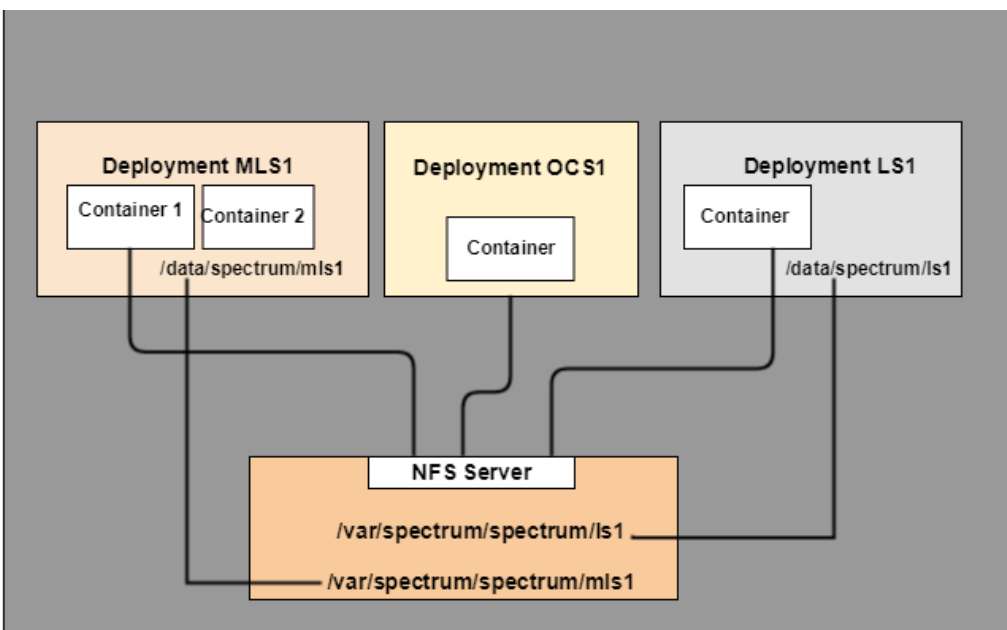 Deployment MLS1
Container 1
Container 2
/data/spectrum/mls1
Deployment OCS1
Container
Deployment LS1
Container
/data/spectrum/ls1
NFS Server
/var/spectrum/spectrum/ls1
/var/spectrum/spectrum/mls1